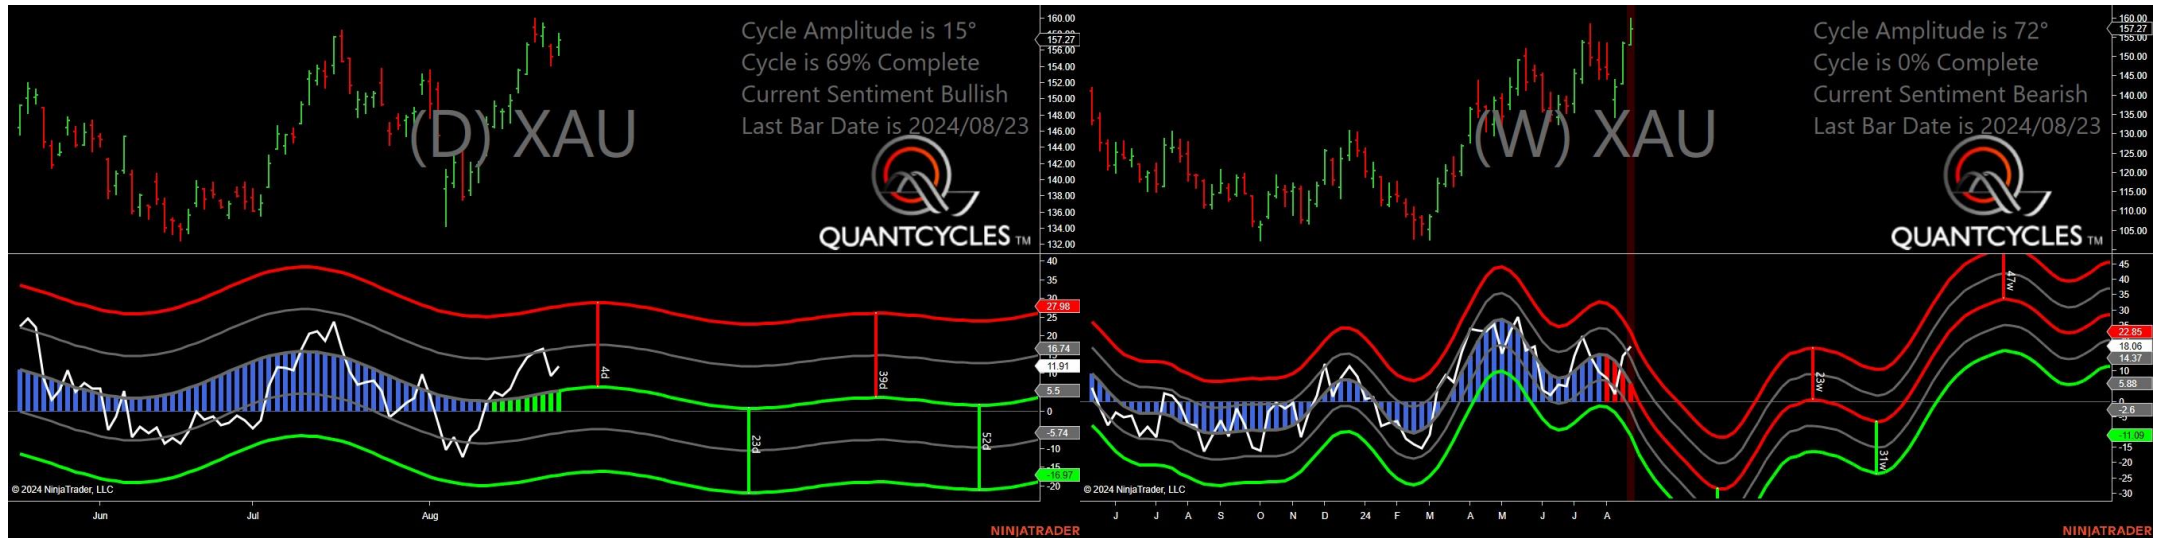 Cycle Amplitude is 15°
Cycle is 69% Complete
Current Sentiment Bullish
Last Bar Date is 2024/08/23
(D) XAU
QUANTCYCLES TM
160.00
157.27
156.00
154.00
152.00
150.00
148.00
146.00
144.00
142.00
140.00
138.00
136.00
134.00
132.00
40
35
30
27.98
25
20
16.74
11.91
10
5.5
0
-5.74
-10
-15
-16.97
-20
4d
23d
39d
52d
© 2024 NinjaTrader, LLC
Jun
Jul
Aug
NINJATRADER
Cycle Amplitude is 72°
Cycle is 0% Complete
Current Sentiment Bearish
Last Bar Date is 2024/08/23
(W) XAU
QUANTCYCLES TM
160.00
157.27
155.00
150.00
145.00
140.00
135.00
130.00
125.00
120.00
115.00
110.00
105.00
45
35
30
25
22.85
18.06
14.37
10
5.88
0
-2.6
-11.09
-15
-20
-25
-30
47w
23w
31w
© 2024 NinjaTrader, LLC
J J A S O N D 24 F M A M J J A
NINJATRADER